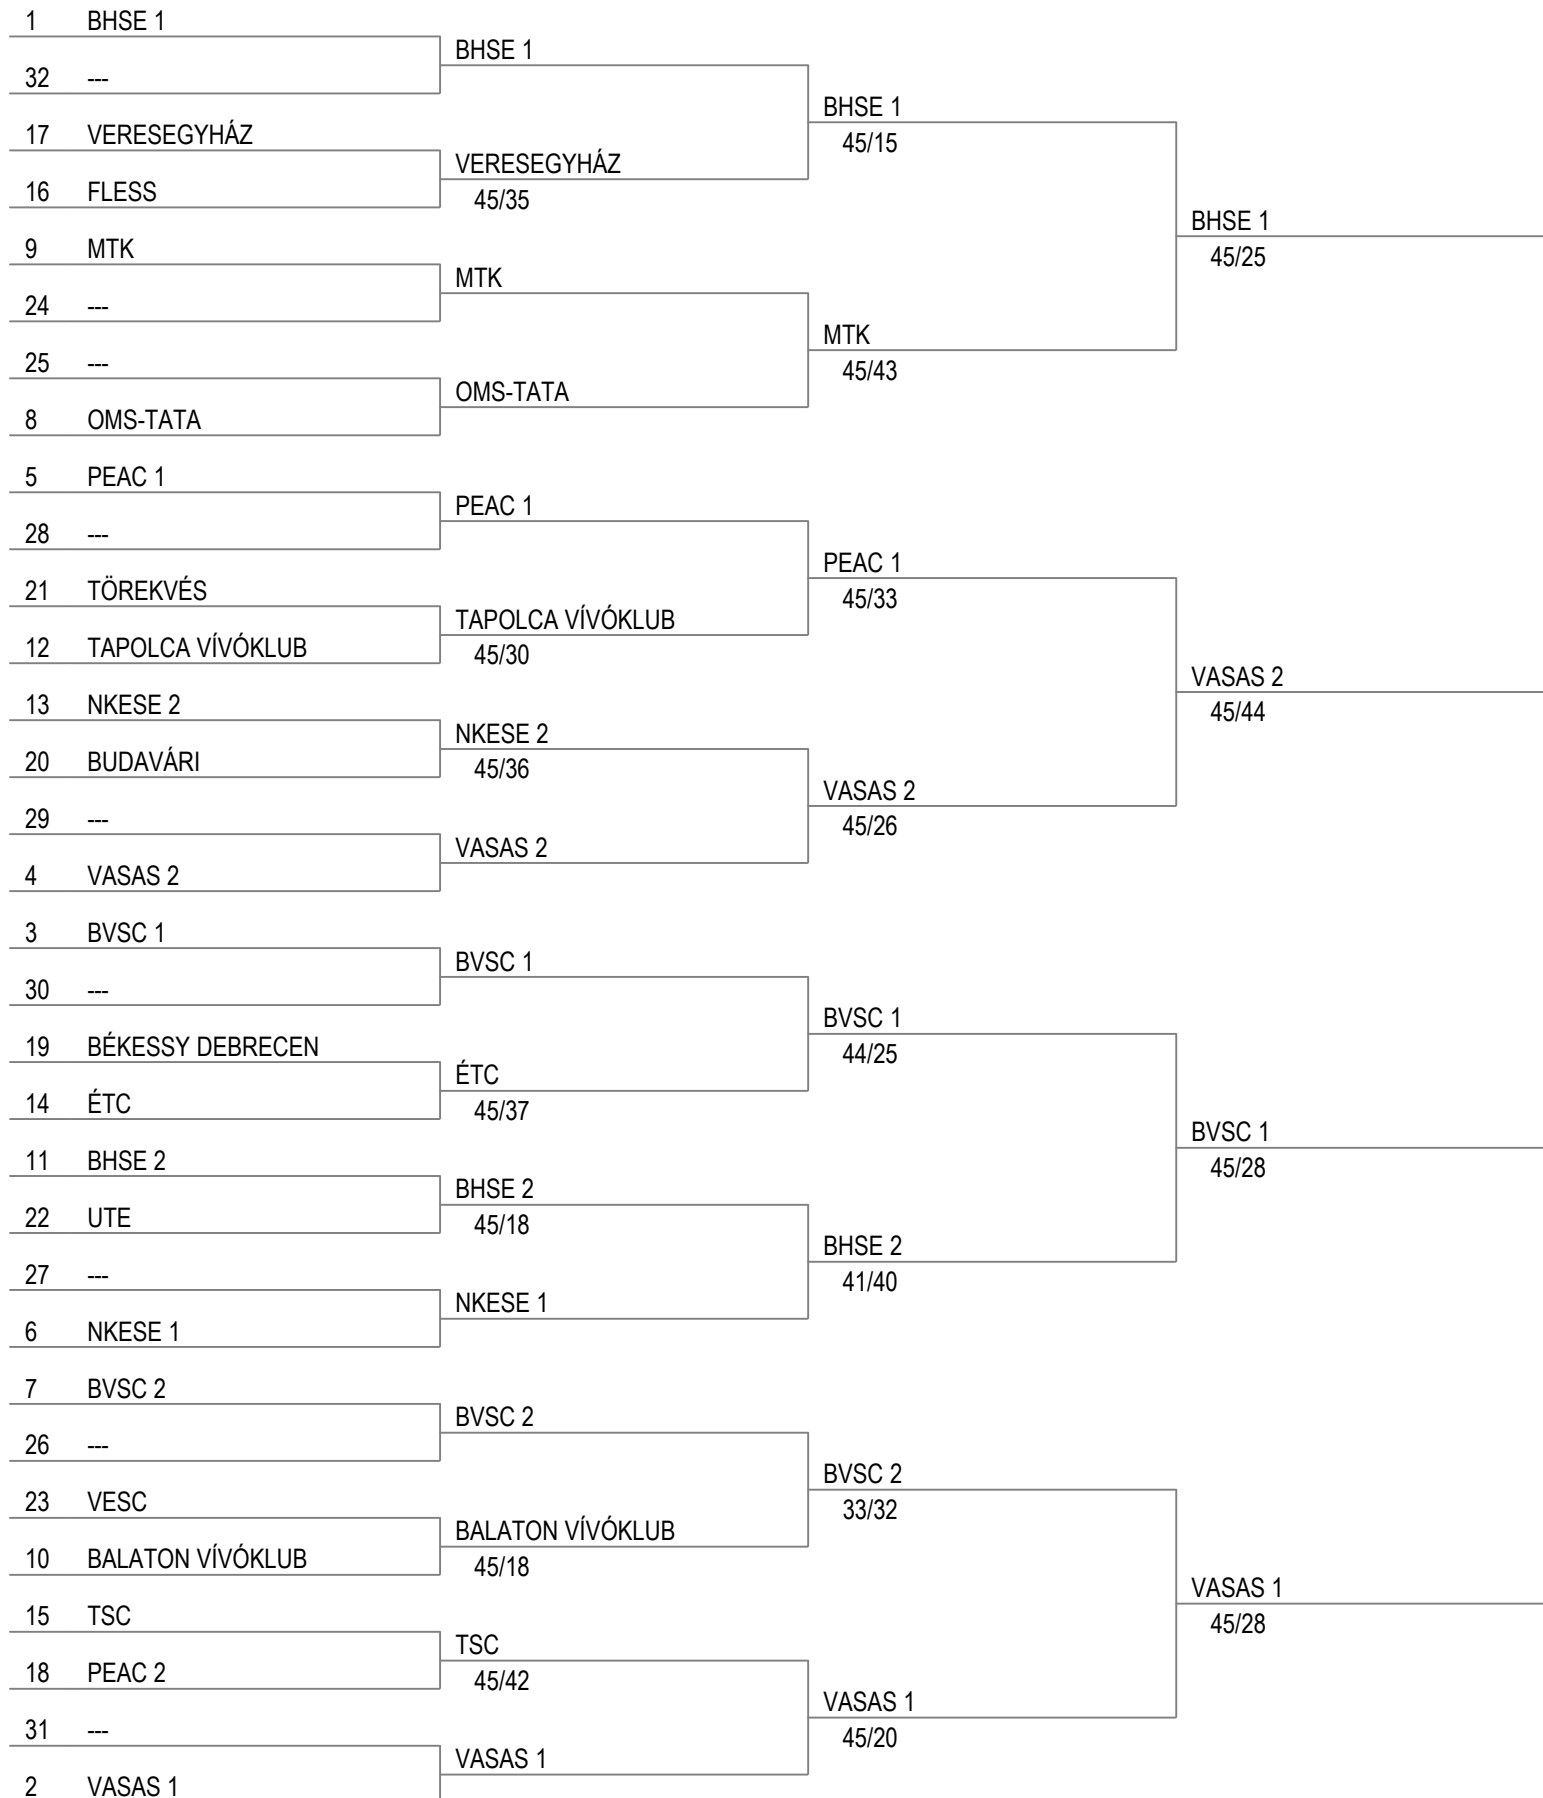 1 BHSE 1
32 ---
17 VERESEGYHÁZ
16 FLESS
9 MTK
24 ---
25 ---
8 OMS-TATA
5 PEAC 1
28 ---
21 TÖREKVÉS
12 TAPOLCA VÍVÓKLUB
13 NKESE 2
20 BUDAVÁRI
29 ---
4 VASAS 2
3 BVSC 1
30 ---
19 BÉKESSY DEBRECEN
14 ÉTC
11 BHSE 2
22 UTE
27 ---
6 NKESE 1
7 BVSC 2
26 ---
23 VESC
10 BALATON VÍVÓKLUB
15 TSC
18 PEAC 2
31 ---
2 VASAS 1
BHSE 1
VERESEGYHÁZ
45/35
MTK
OMS-TATA
PEAC 1
TAPOLCA VÍVÓKLUB
45/30
NKESE 2
45/36
VASAS 2
BVSC 1
ÉTC
45/37
BHSE 2
45/18
NKESE 1
BVSC 2
BALATON VÍVÓKLUB
45/18
TSC
45/42
VASAS 1
BHSE 1
45/15
MTK
45/43
PEAC 1
45/33
VASAS 2
45/26
BVSC 1
44/25
BHSE 2
41/40
BVSC 2
33/32
VASAS 1
45/20
BHSE 1
45/25
VASAS 2
45/44
BVSC 1
45/28
VASAS 1
45/28